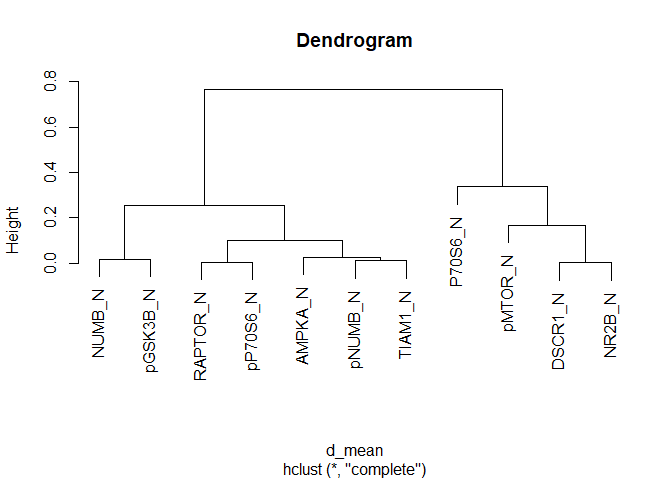 Dendrogram
Height
0.0
0.2
0.4
0.6
0.8
NUMB_N
pGSK3B_N
RAPTOR_N
pP70S6_N
AMPKA_N
pNUMB_N
TIAM1_N
P70S6_N
pMTOR_N
DSCR1_N
NR2B_N
d_mean
hclust (*, "complete")